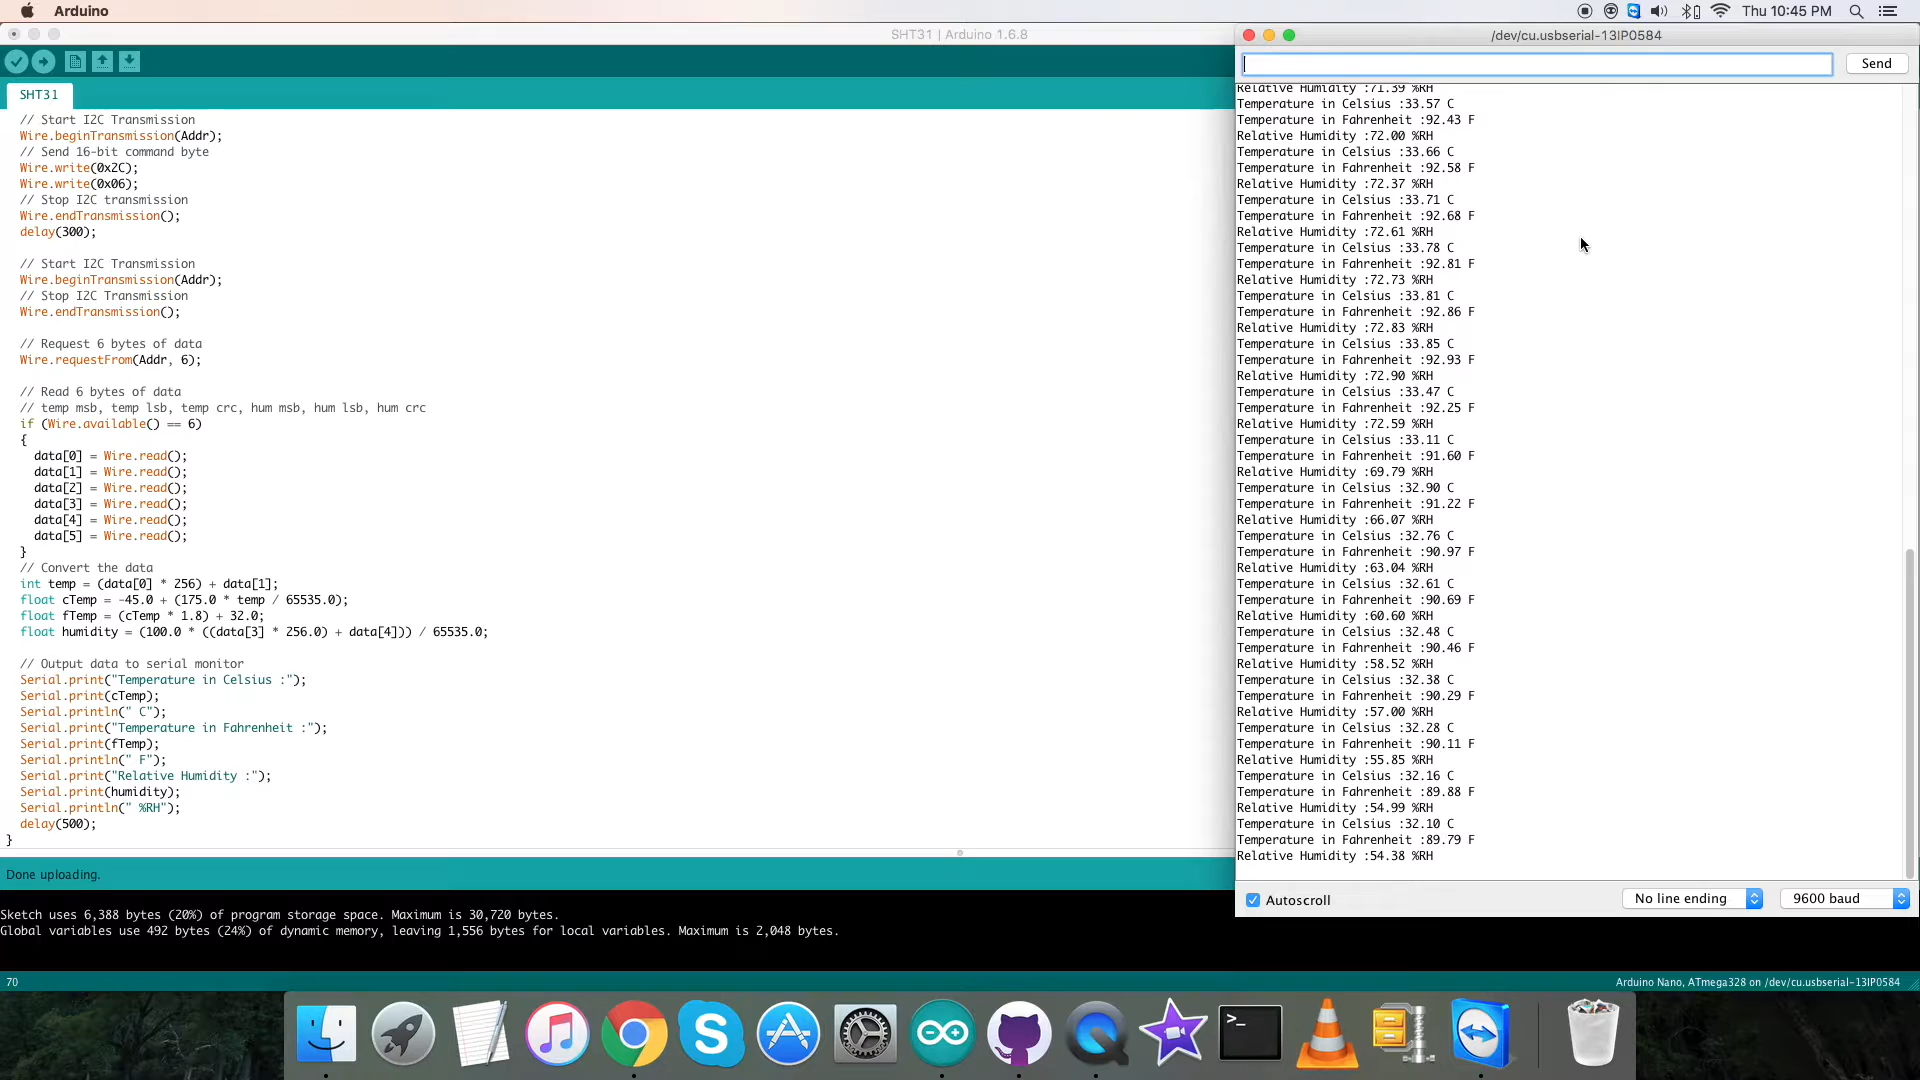 Arduino
Thu 10:45 PM
SHT31 | Arduino 1.6.8
SHT31
// Start I2C Transmission
Wire.beginTransmission(Addr);
// Send 16-bit command byte
Wire.write(0x2C);
Wire.write(0x06);
// Stop I2C transmission
Wire.endTransmission();
delay(300);
// Start I2C Transmission
Wire.beginTransmission(Addr);
// Stop I2C Transmission
Wire.endTransmission();
// Request 6 bytes of data
Wire.requestFrom(Addr, 6);
// Read 6 bytes of data
// temp msb, temp lsb, temp crc, hum msb, hum lsb, hum crc
if (Wire.available() == 6)
{
data[0] = Wire.read();
data[1] = Wire.read();
data[2] = Wire.read();
data[3] = Wire.read();
data[4] = Wire.read();
data[5] = Wire.read();
}
// Convert the data
int temp = (data[0] * 256) + data[1];
float cTemp = -45.0 + (175.0 * temp / 65535.0);
float fTemp = (cTemp * 1.8) + 32.0;
float humidity = (100.0 * ((data[3] * 256.0) + data[4])) / 65535.0;
// Output data to serial monitor
Serial.print("Temperature in Celsius :");
Serial.print(cTemp);
Serial.println(" C");
Serial.print("Temperature in Fahrenheit :");
Serial.print(fTemp);
Serial.println(" F");
Serial.print("Relative Humidity :");
Serial.print(humidity);
Serial.println(" %RH");
delay(500);
}
Done uploading.
Sketch uses 6,388 bytes (20%) of program storage space. Maximum is 30,720 bytes.
Global variables use 492 bytes (24%) of dynamic memory, leaving 1,556 bytes for local variables. Maximum is 2,048 bytes.
70
Arduino Nano, ATmega328 on /dev/cu.usbserial-13IP0584
/dev/cu.usbserial-13IP0584
Send
Relative Humidity :71.39 %RH
Temperature in Celsius :33.57 C
Temperature in Fahrenheit :92.43 F
Relative Humidity :72.00 %RH
Temperature in Celsius :33.66 C
Temperature in Fahrenheit :92.58 F
Relative Humidity :72.37 %RH
Temperature in Celsius :33.71 C
Temperature in Fahrenheit :92.68 F
Relative Humidity :72.61 %RH
Temperature in Celsius :33.78 C
Temperature in Fahrenheit :92.81 F
Relative Humidity :72.73 %RH
Temperature in Celsius :33.81 C
Temperature in Fahrenheit :92.86 F
Relative Humidity :72.83 %RH
Temperature in Celsius :33.85 C
Temperature in Fahrenheit :92.93 F
Relative Humidity :72.90 %RH
Temperature in Celsius :33.47 C
Temperature in Fahrenheit :92.25 F
Relative Humidity :72.59 %RH
Temperature in Celsius :33.11 C
Temperature in Fahrenheit :91.60 F
Relative Humidity :69.79 %RH
Temperature in Celsius :32.90 C
Temperature in Fahrenheit :91.22 F
Relative Humidity :66.07 %RH
Temperature in Celsius :32.76 C
Temperature in Fahrenheit :90.97 F
Relative Humidity :63.04 %RH
Temperature in Celsius :32.61 C
Temperature in Fahrenheit :90.69 F
Relative Humidity :60.60 %RH
Temperature in Celsius :32.48 C
Temperature in Fahrenheit :90.46 F
Relative Humidity :58.52 %RH
Temperature in Celsius :32.38 C
Temperature in Fahrenheit :90.29 F
Relative Humidity :57.00 %RH
Temperature in Celsius :32.28 C
Temperature in Fahrenheit :90.11 F
Relative Humidity :55.85 %RH
Temperature in Celsius :32.16 C
Temperature in Fahrenheit :89.88 F
Relative Humidity :54.99 %RH
Temperature in Celsius :32.10 C
Temperature in Fahrenheit :89.79 F
Relative Humidity :54.38 %RH
Autoscroll
No line ending
9600 baud